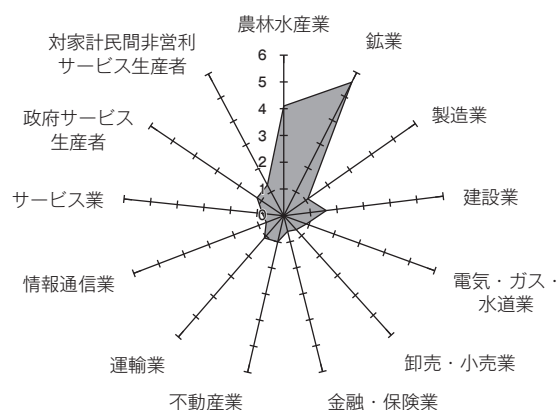 農林水産業
鉱業
製造業
建設業
電気・ガス・
水道業
卸売・小売業
金融・保険業
不動産業
運輸業
情報通信業
サービス業
政府サービス
生産者
対家計民間非営利
サービス生産者
6
5
4
3
2
1
0